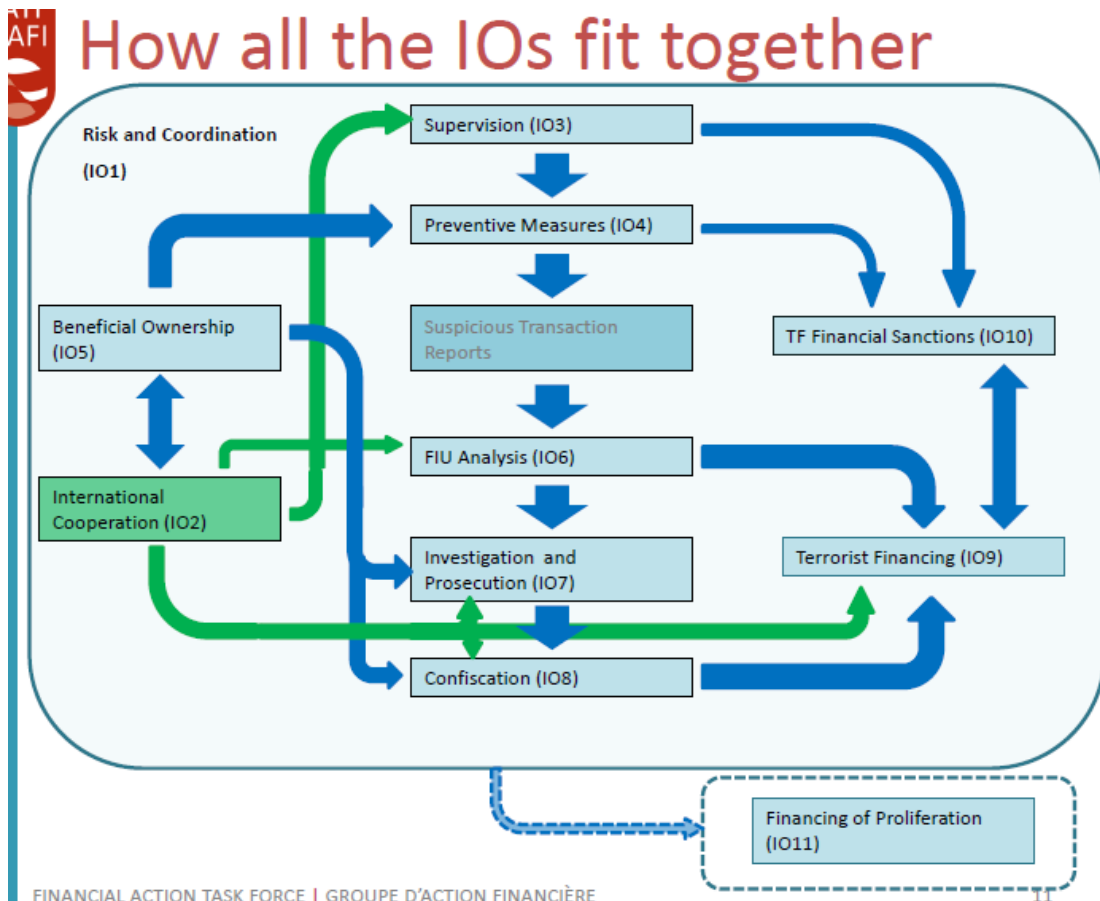 AFI
How all the IOs fit together
Risk and Coordination
(IO1)
Supervision (IO3)
Preventive Measures (IO4)
Beneficial Ownership
(IO5)
Suspicious Transaction
Reports
TF Financial Sanctions (IO10)
FIU Analysis (IO6)
International
Cooperation (IO2)
Investigation and
Prosecution (IO7)
Terrorist Financing (IO9)
Confiscation (IO8)
Financing of Proliferation
(IO11)
FINANCIAL ACTION TASK FORCE | GROUPE D'ACTION FINANCIÈRE
11